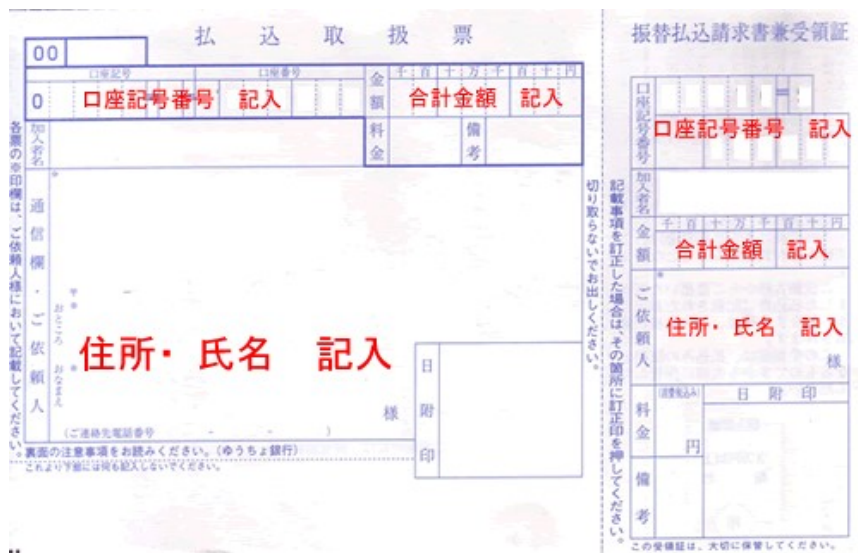 払込取扱票
00
口座記号 口座番号
0 口座記号番号 記入
金額 千百十万千百十円
合計金額 記入
加入者名
料金
備考
通信欄・ご依頼人
※
〒 －
※
おところ
※
おなまえ
住所・氏名 記入
様
(ご連絡先電話番号 - - )
日附印
裏面の注意事項をお読みください。(ゆうちょ銀行)
これより下部には何も記入しないでください。
各票の※印欄は、ご依頼人様において記載してください。
切り取らないでお出しください。
記載事項を訂正した場合は、その箇所に訂正印を押してください。
振替払込請求書兼受領証
口座記号番号
口座記号番号 記入
加入者名
金額 千百十万千百十円
合計金額 記入
ご依頼人
※
住所・氏名 記入
様
料金
(消費税込み)
円
日附印
備考
この受領証は、大切に保管してください。